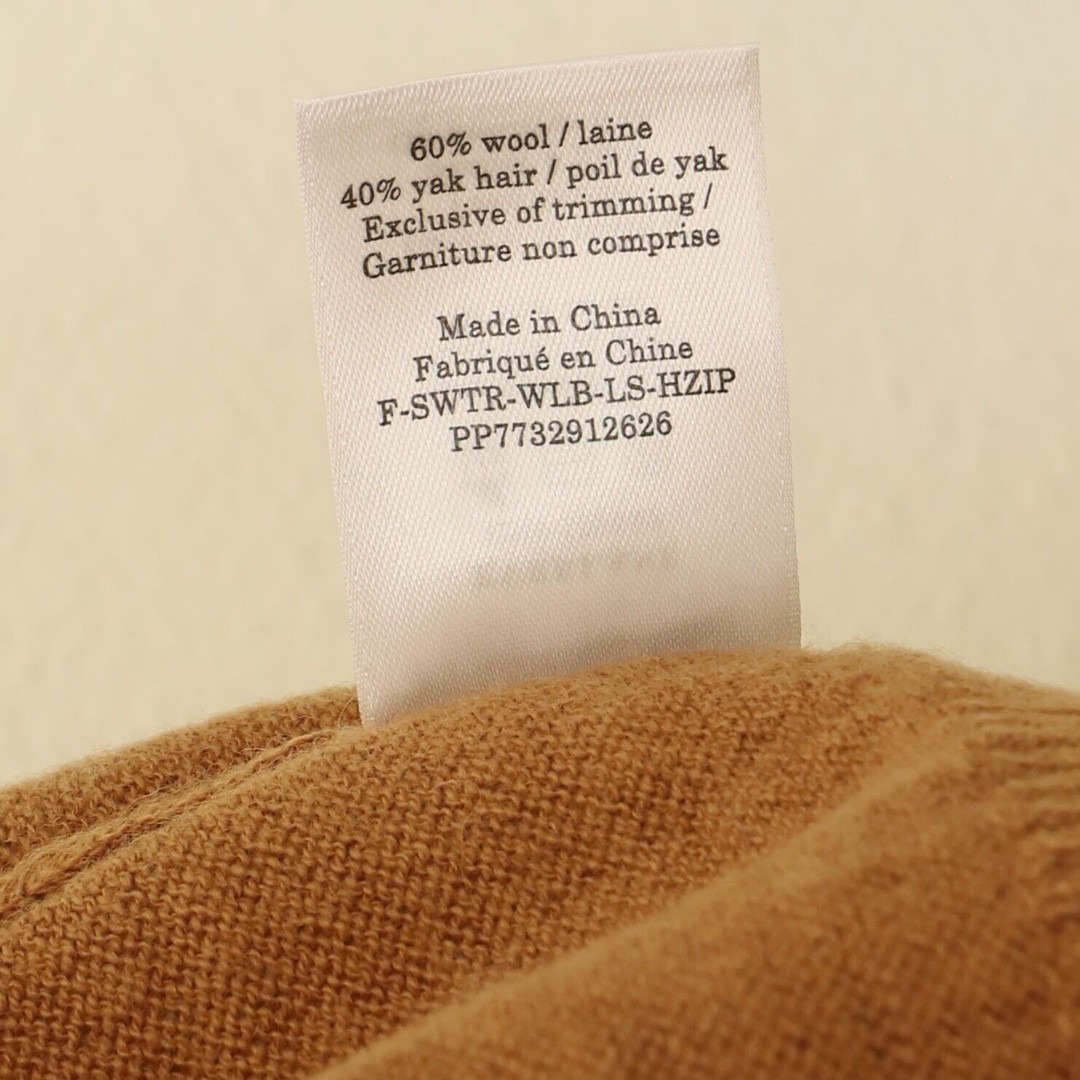 60% wool / laine
40% yak hair / poil de yak
Exclusive of trimming /
Garniture non comprise
Made in China
Fabriqué en Chine
F-SWTR-WLB-LS-HZIP
PP7732912626